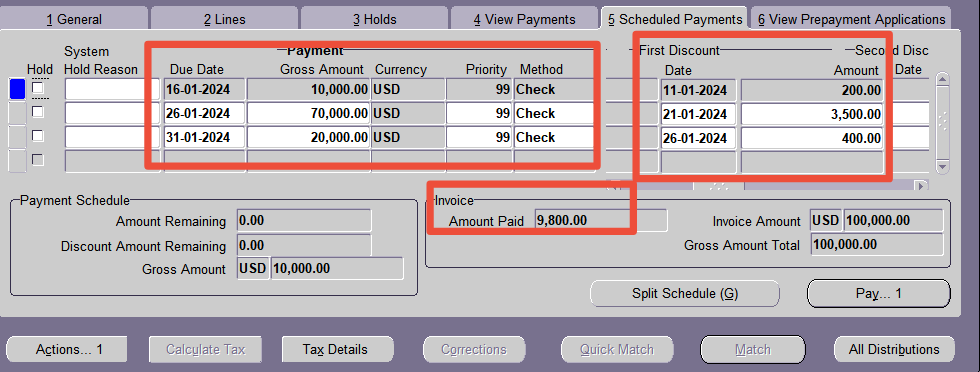 1 General 2 Lines 3 Holds 4 View Payments 5 Scheduled Payments 6 View Prepayment Applications
System Payment First Discount Second Disc
Hold Hold Reason Due Date Gross Amount Currency Priority Method Date Amount Date
16-01-2024 10,000.00 USD 99 Check 11-01-2024 200.00
26-01-2024 70,000.00 USD 99 Check 21-01-2024 3,500.00
31-01-2024 20,000.00 USD 99 Check 26-01-2024 400.00
Payment Schedule Invoice
Amount Remaining 0.00 Amount Paid 9,800.00 Invoice Amount USD 100,000.00
Discount Amount Remaining 0.00 Gross Amount Total 100,000.00
Gross Amount USD 10,000.00
Split Schedule (G) Pay... 1
Actions... 1 Calculate Tax Tax Details Corrections Quick Match Match All Distributions